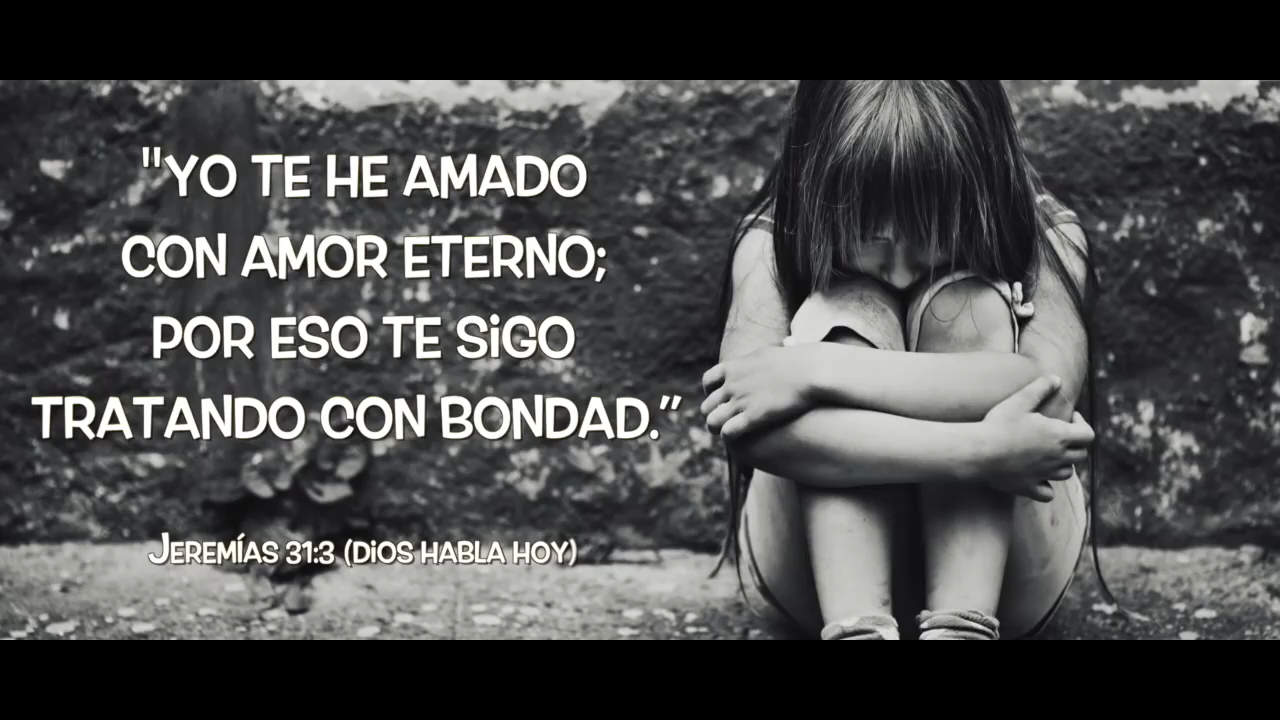 "YO TE HE AMADO
CON AMOR ETERNO;
POR ESO TE SiGO
TRATANDO CON BONDAD.”
JEREMÍAS 31:3 (DiOS HABLA HOY)